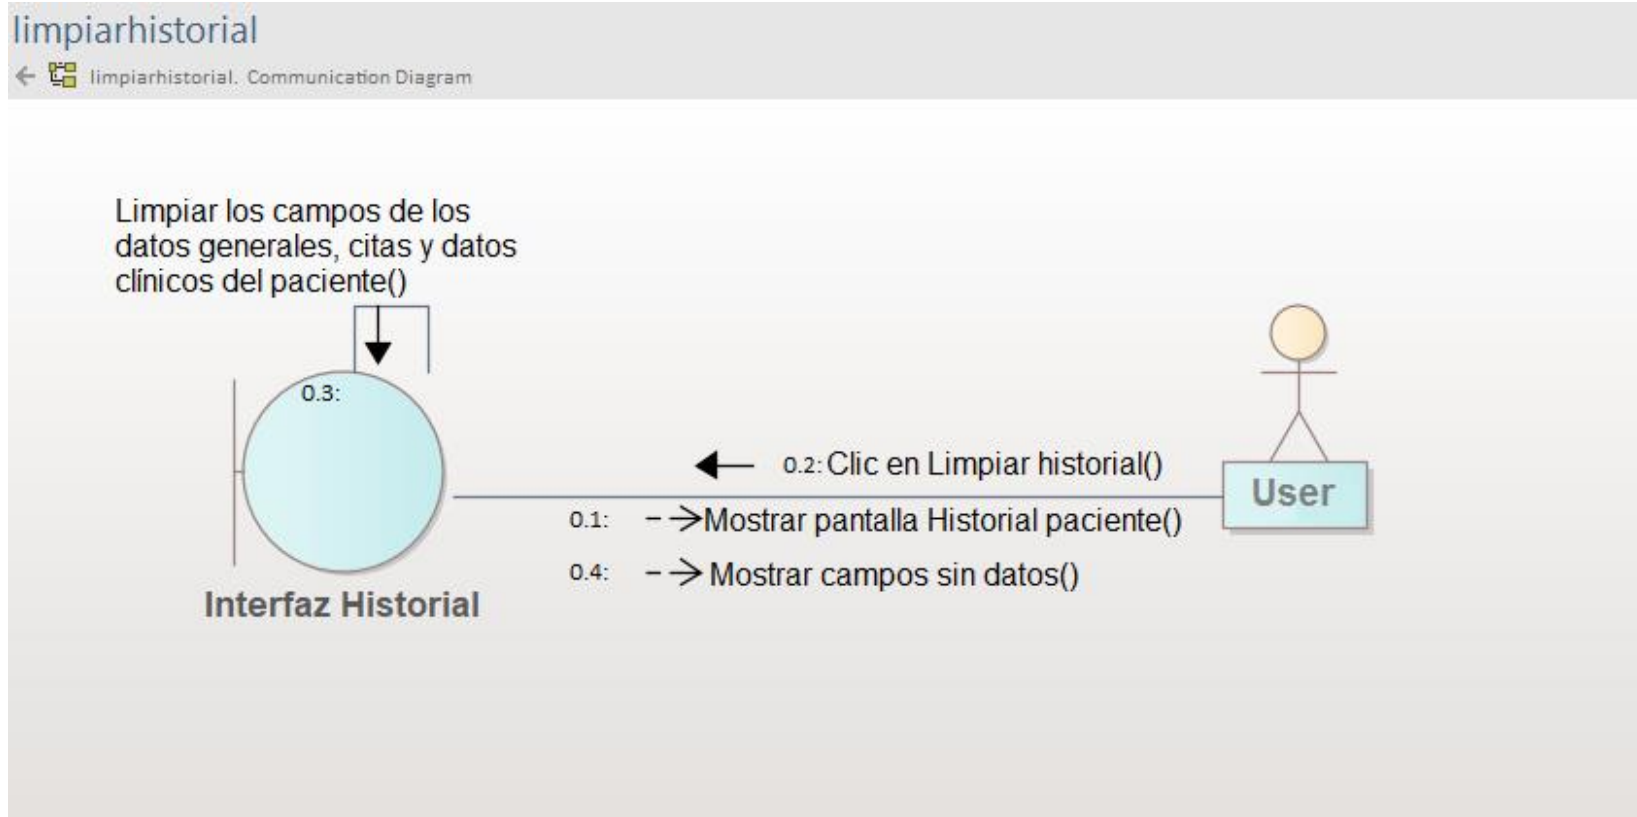 limpiarhistorial
limpiarhistorial. Communication Diagram
Limpiar los campos de los
datos generales, citas y datos
clínicos del paciente()
0.3:
0.2: Clic en Limpiar historial()
User
0.1: Mostrar pantalla Historial paciente()
0.4: Mostrar campos sin datos()
Interfaz Historial